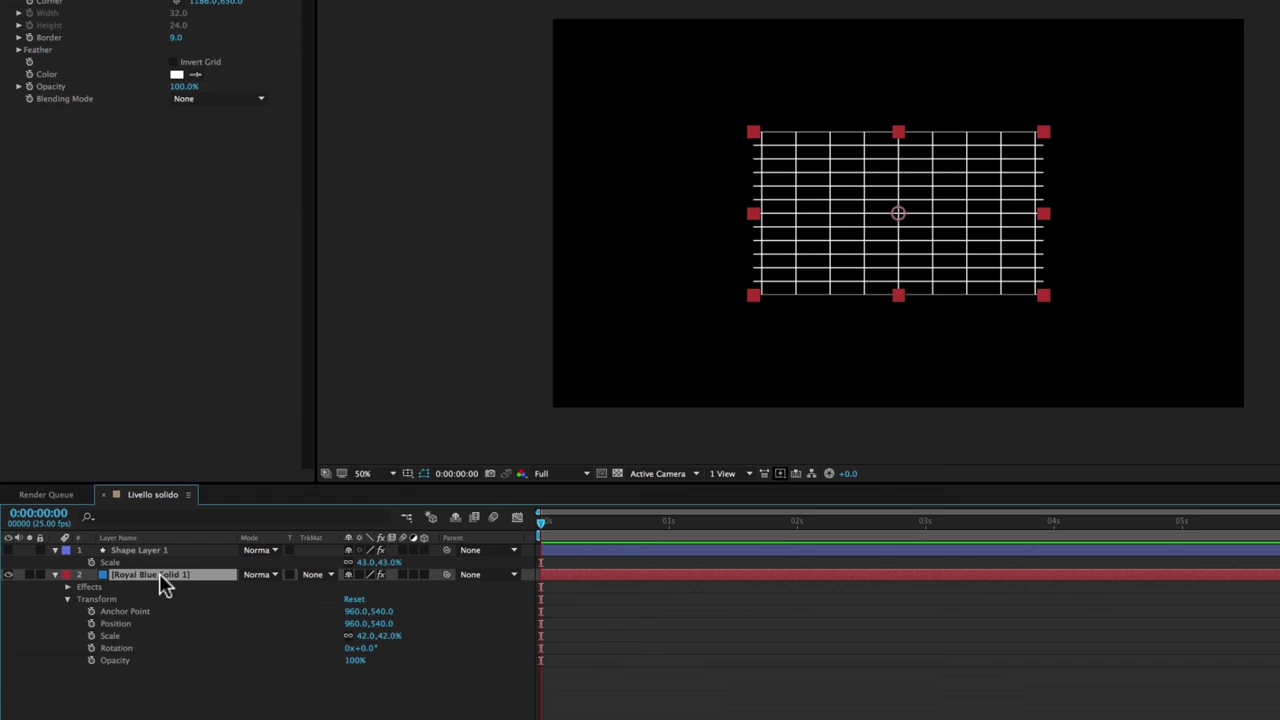 Corner 1186.0,630.0
Width 32.0
Height 24.0
Border 9.0
Feather
Invert Grid
Color
Opacity 100.0%
Blending Mode None
50% 0:00:00:00 Full Active Camera 1 View +0.0
Render Queue × Livello solido
0:00:00:00
00000 (25.00 fps)
# Layer Name Mode T TrkMat Parent
0s 01s 02s 03s 04s 05s
1 Shape Layer 1 Norma None
Scale 43.0,43.0%
2 [Royal Blue Solid 1] Norma None None
Effects
Transform Reset
Anchor Point 960.0,540.0
Position 960.0,540.0
Scale 42.0,42.0%
Rotation 0x+0.0°
Opacity 100%